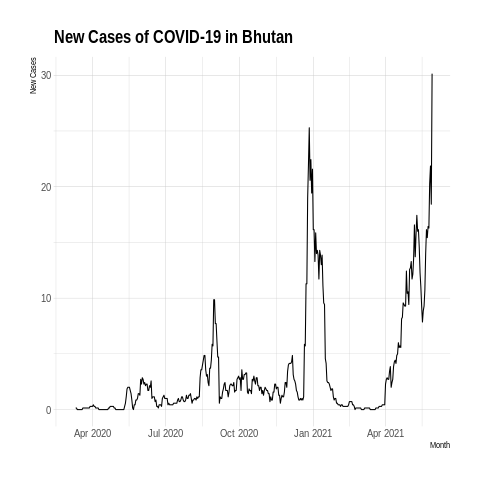 New Cases of COVID-19 in Bhutan
New Cases
30
20
10
0
Apr 2020 Jul 2020 Oct 2020 Jan 2021 Apr 2021
Month